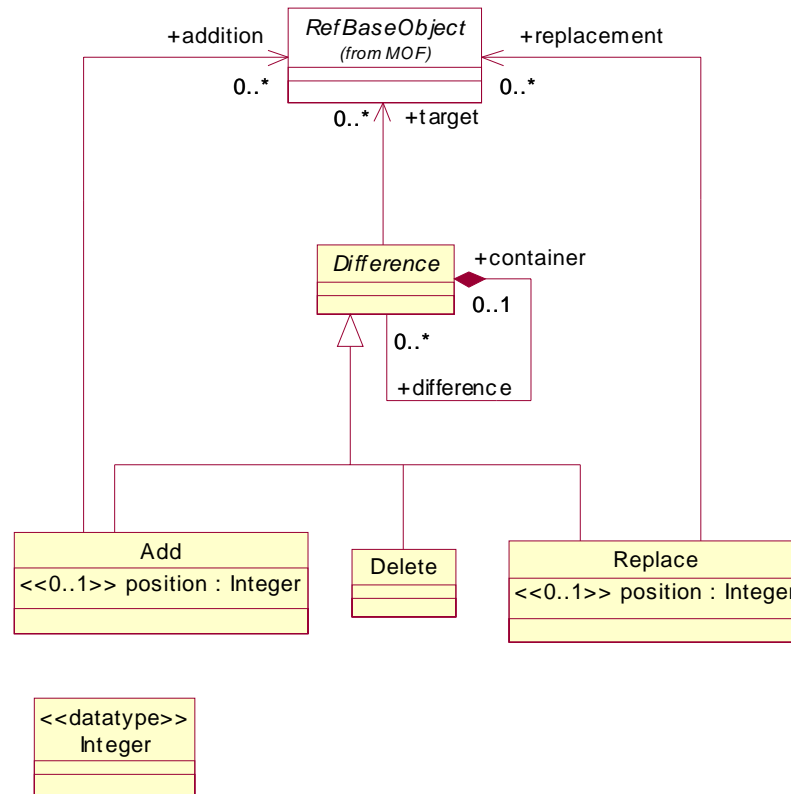 +addition
RefBaseObject
(from MOF)
+replacement
0..*
0..*
0..*
+target
Difference
+container
0..1
0..*
+difference
Add
<<0..1>> position : Integer
Delete
Replace
<<0..1>> position : Integer
<<datatype>>
Integer